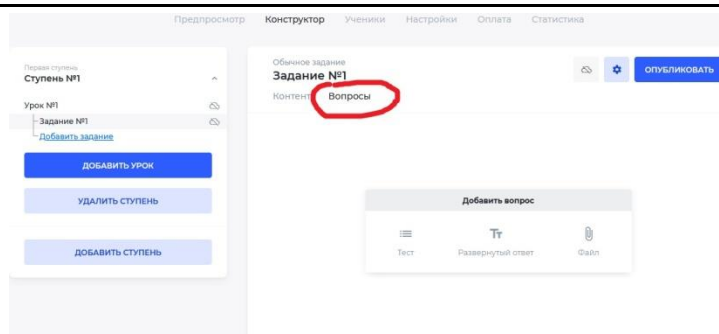 Предпросмотр Конструктор Ученики Настройки Оплата Статистика
Первая ступень
Ступень №1
Урок №1
Задание №1
Добавить задание
ДОБАВИТЬ УРОК
УДАЛИТЬ СТУПЕНЬ
ДОБАВИТЬ СТУПЕНЬ
Обычное задание
Задание №1
ОПУБЛИКОВАТЬ
Контент Вопросы
Добавить вопрос
Тт
Тест Развернутый ответ Файл